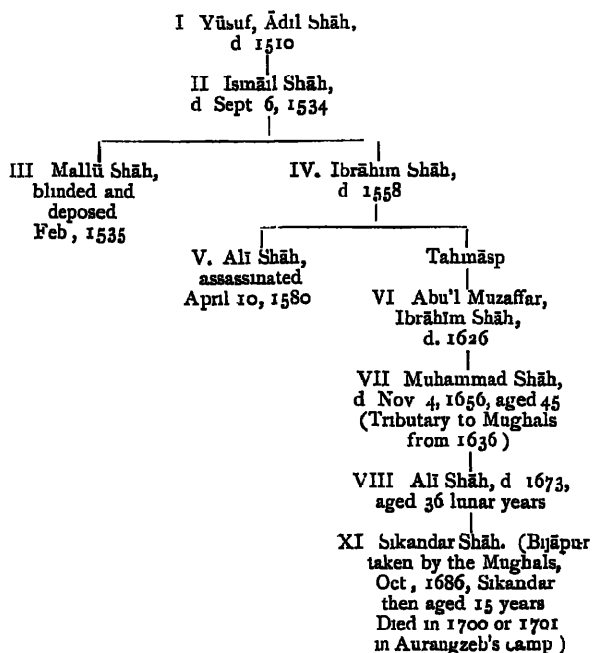 I Yūsuf, Ādil Shāh,
d 1510
II Ismāil Shāh,
d Sept 6, 1534
III Mallū Shāh,
blinded and
deposed
Feb, 1535
IV. Ibrāhīm Shāh,
d 1558
V. Alī Shāh,
assassinated
April 10, 1580
Tahmāsp
VI Abu'l Muzaffar,
Ibrāhīm Shāh,
d. 1626
VII Muhammad Shāh,
d Nov 4, 1656, aged 45
(Tributary to Mughals
from 1636)
VIII Alī Shāh, d 1673,
aged 36 lunar years
XI Sikandar Shāh. (Bījāpur
taken by the Mughals,
Oct, 1686, Sikandar
then aged 15 years
Died in 1700 or 1701
in Aurangzeb's camp)